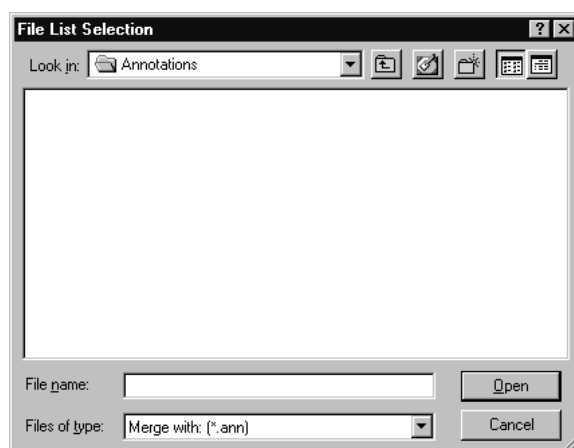 File List Selection
Look in: Annotations
File name: Open
Files of type: Merge with: (*.ann) Cancel